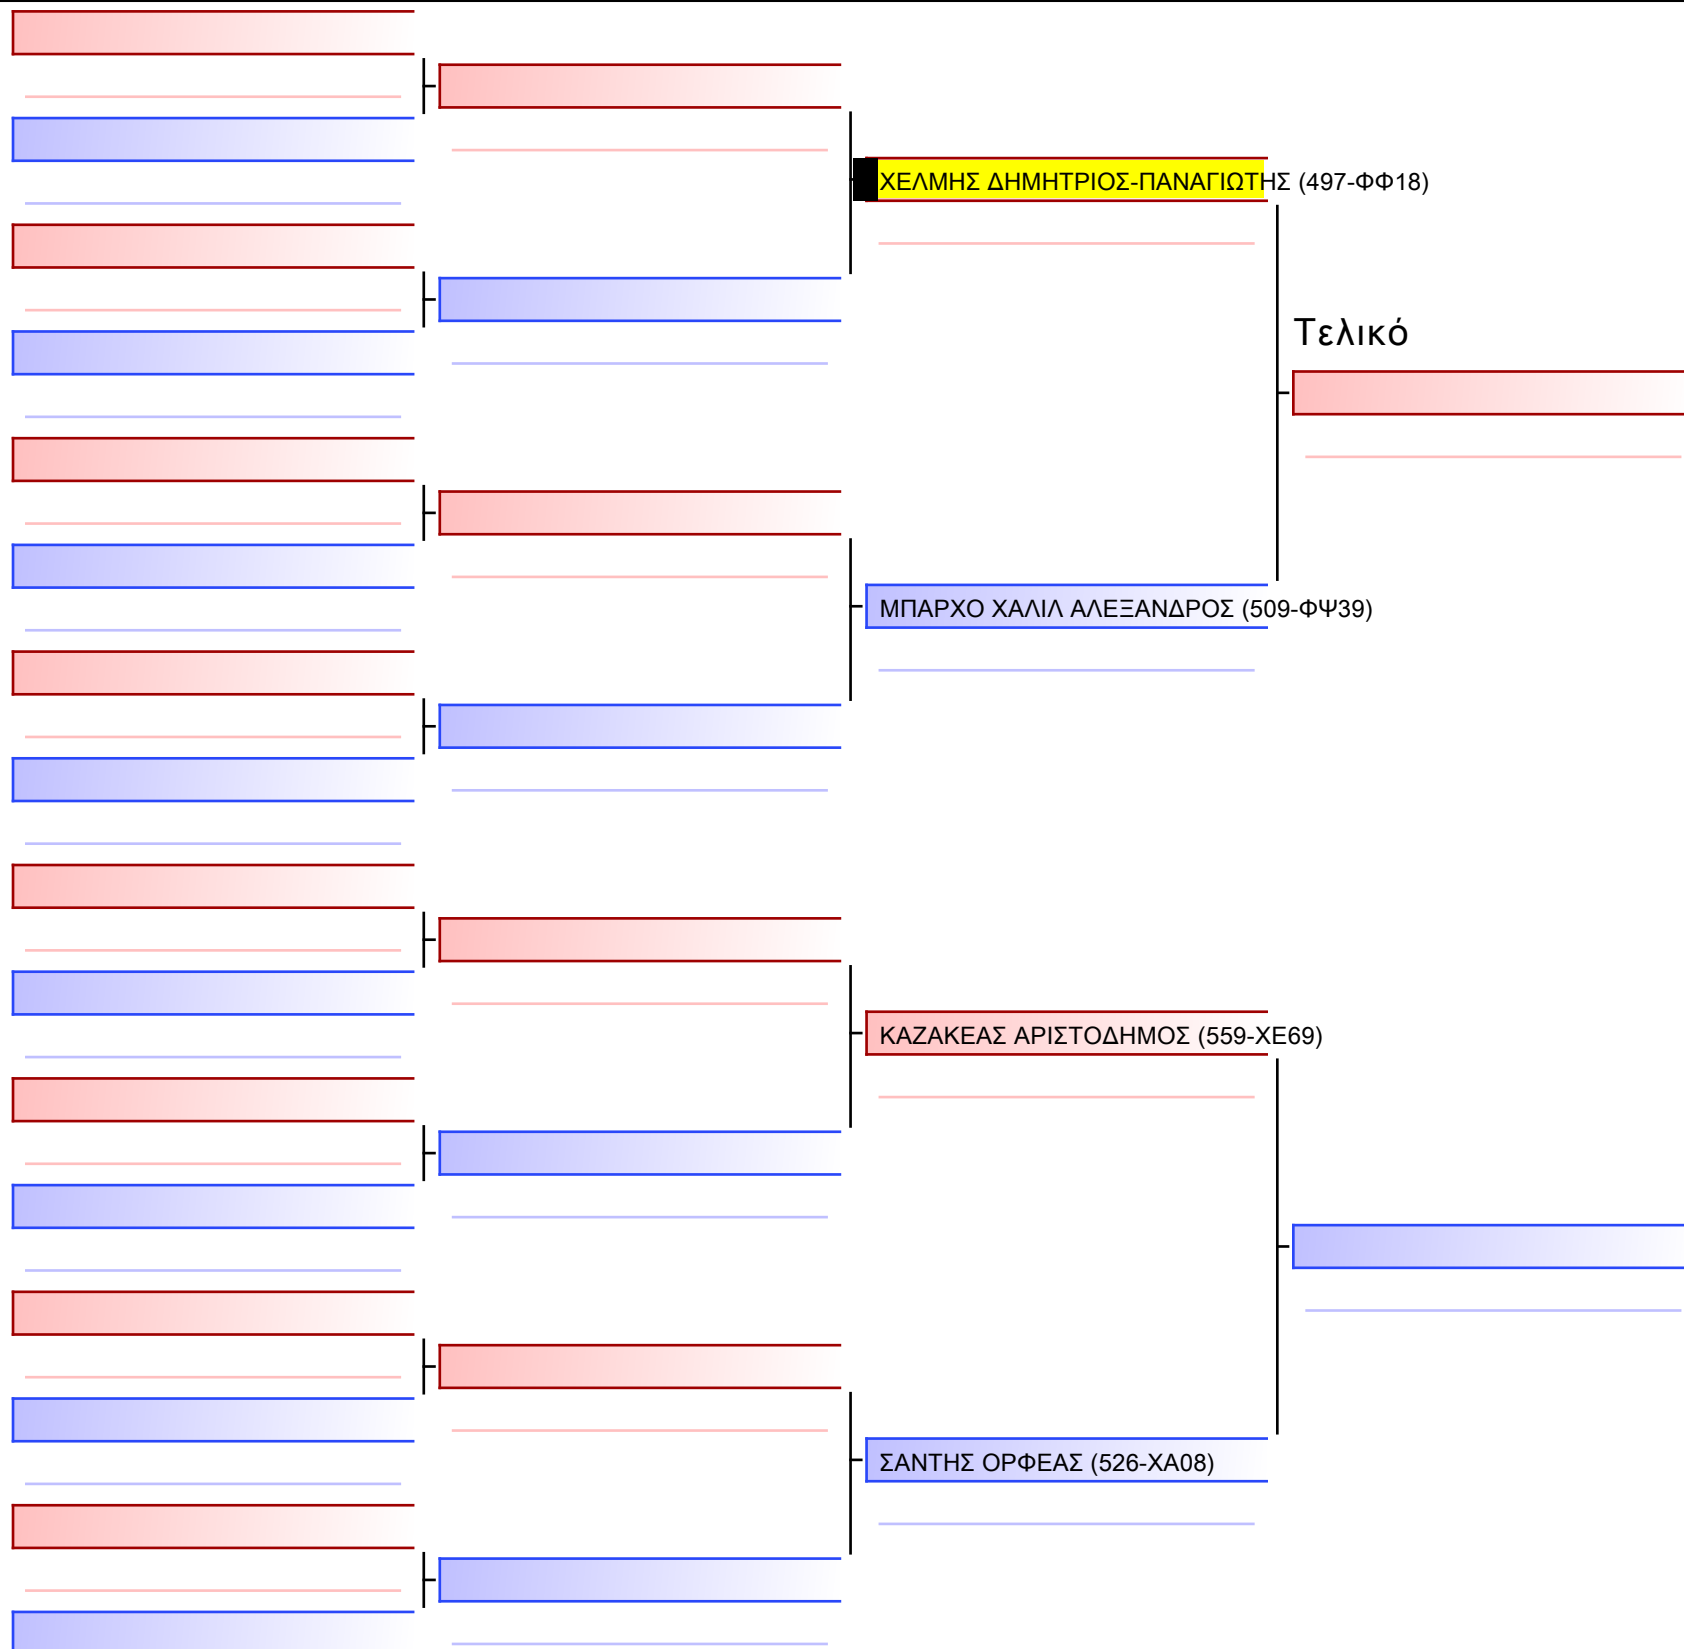 ΧΕΛΜΗΣ ΔΗΜΗΤΡΙΟΣ-ΠΑΝΑΓΙΩΤΗΣ (497-ΦΦ18)
Τελικό
ΜΠΑΡΧΟ ΧΑΛΙΛ ΑΛΕΞΑΝΔΡΟΣ (509-ΦΨ39)
ΚΑΖΑΚΕΑΣ ΑΡΙΣΤΟΔΗΜΟΣ (559-ΧΕ69)
ΣΑΝΤΗΣ ΟΡΦΕΑΣ (526-ΧΑ08)